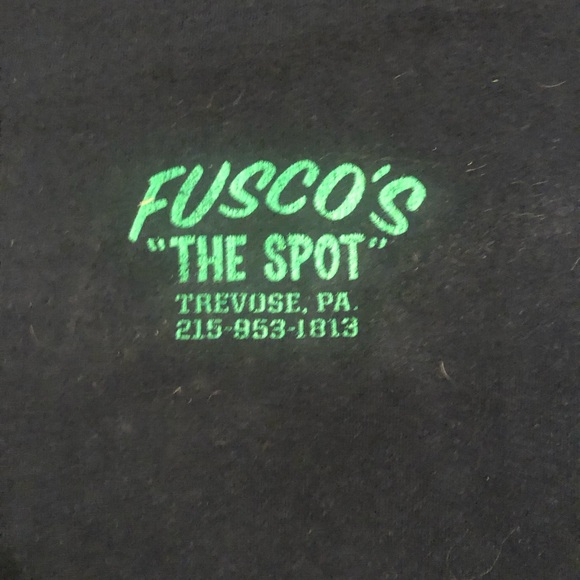 FUSCO'S
"THE SPOT"
TREVOSE, PA.
215-953-1813